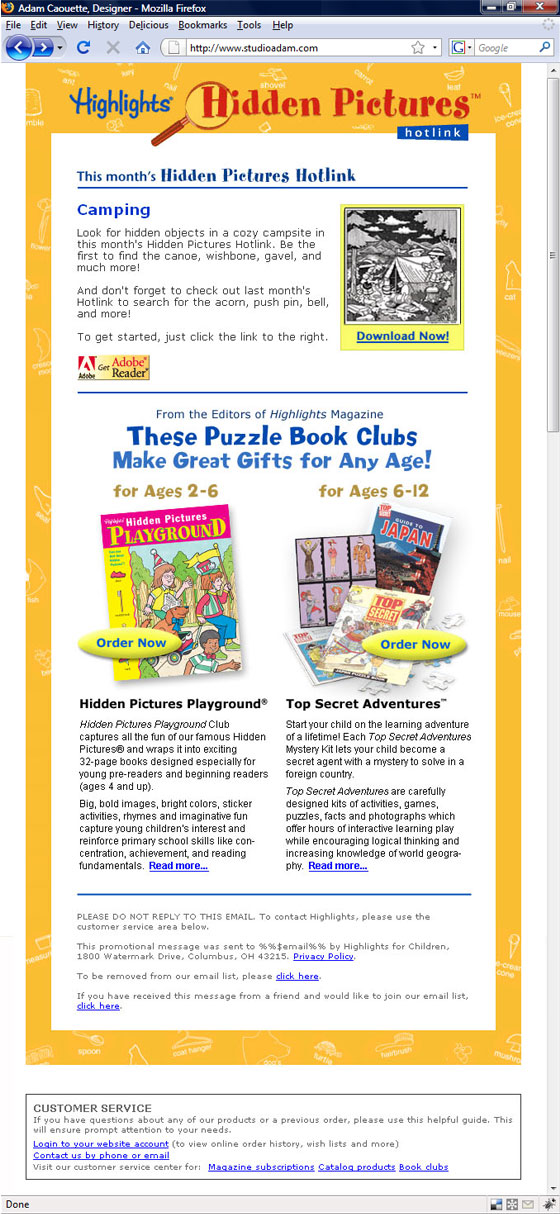 Adam Caouette, Designer - Mozilla Firefox
File Edit View History Delicious Bookmarks Tools Help
http://www.studioadam.com
Google
Highlights® Hidden Pictures™
hotlink
This month's Hidden Pictures Hotlink
Camping
Look for hidden objects in a cozy campsite in
this month's Hidden Pictures Hotlink. Be the
first to find the canoe, wishbone, gavel, and
much more!
And don't forget to check out last month's
Hotlink to search for the acorn, push pin, bell,
and more!
To get started, just click the link to the right.
Download Now!
Adobe Get Adobe® Reader®
From the Editors of Highlights Magazine
These Puzzle Book Clubs
Make Great Gifts for Any Age!
for Ages 2-6
for Ages 6-12
Hidden Pictures
PLAYGROUND
GUIDE TO
JAPAN
TOP SECRET
Order Now
Order Now
Hidden Pictures Playground®
Hidden Pictures Playground Club
captures all the fun of our famous Hidden
Pictures® and wraps it into exciting
32-page books designed especially for
young pre-readers and beginning readers
(ages 4 and up).
Big, bold images, bright colors, sticker
activities, rhymes and imaginative fun
capture young children's interest and
reinforce primary school skills like con-
centration, achievement, and reading
fundamentals. Read more...
Top Secret Adventures™
Start your child on the learning adventure
of a lifetime! Each Top Secret Adventures
Mystery Kit lets your child become a
secret agent with a mystery to solve in a
foreign country.
Top Secret Adventures are carefully
designed kits of activities, games,
puzzles, facts and photographs which
offer hours of interactive learning play
while encouraging logical thinking and
increasing knowledge of world geogra-
phy. Read more...
PLEASE DO NOT REPLY TO THIS EMAIL. To contact Highlights, please use the
customer service area below.
This promotional message was sent to %%$email%% by Highlights for Children,
1800 Watermark Drive, Columbus, OH 43215. Privacy Policy.
To be removed from our email list, please click here.
If you have received this message from a friend and would like to join our email list,
click here.
spoon
coat hanger
turtle
hairbrush
CUSTOMER SERVICE
If you have questions about any of our products or a previous order, please use this helpful guide. This
will ensure prompt attention to your needs.
Login to your website account (to view online order history, wish lists and more)
Contact us by phone or email
Visit our customer service center for: Magazine subscriptions Catalog products Book clubs
Done